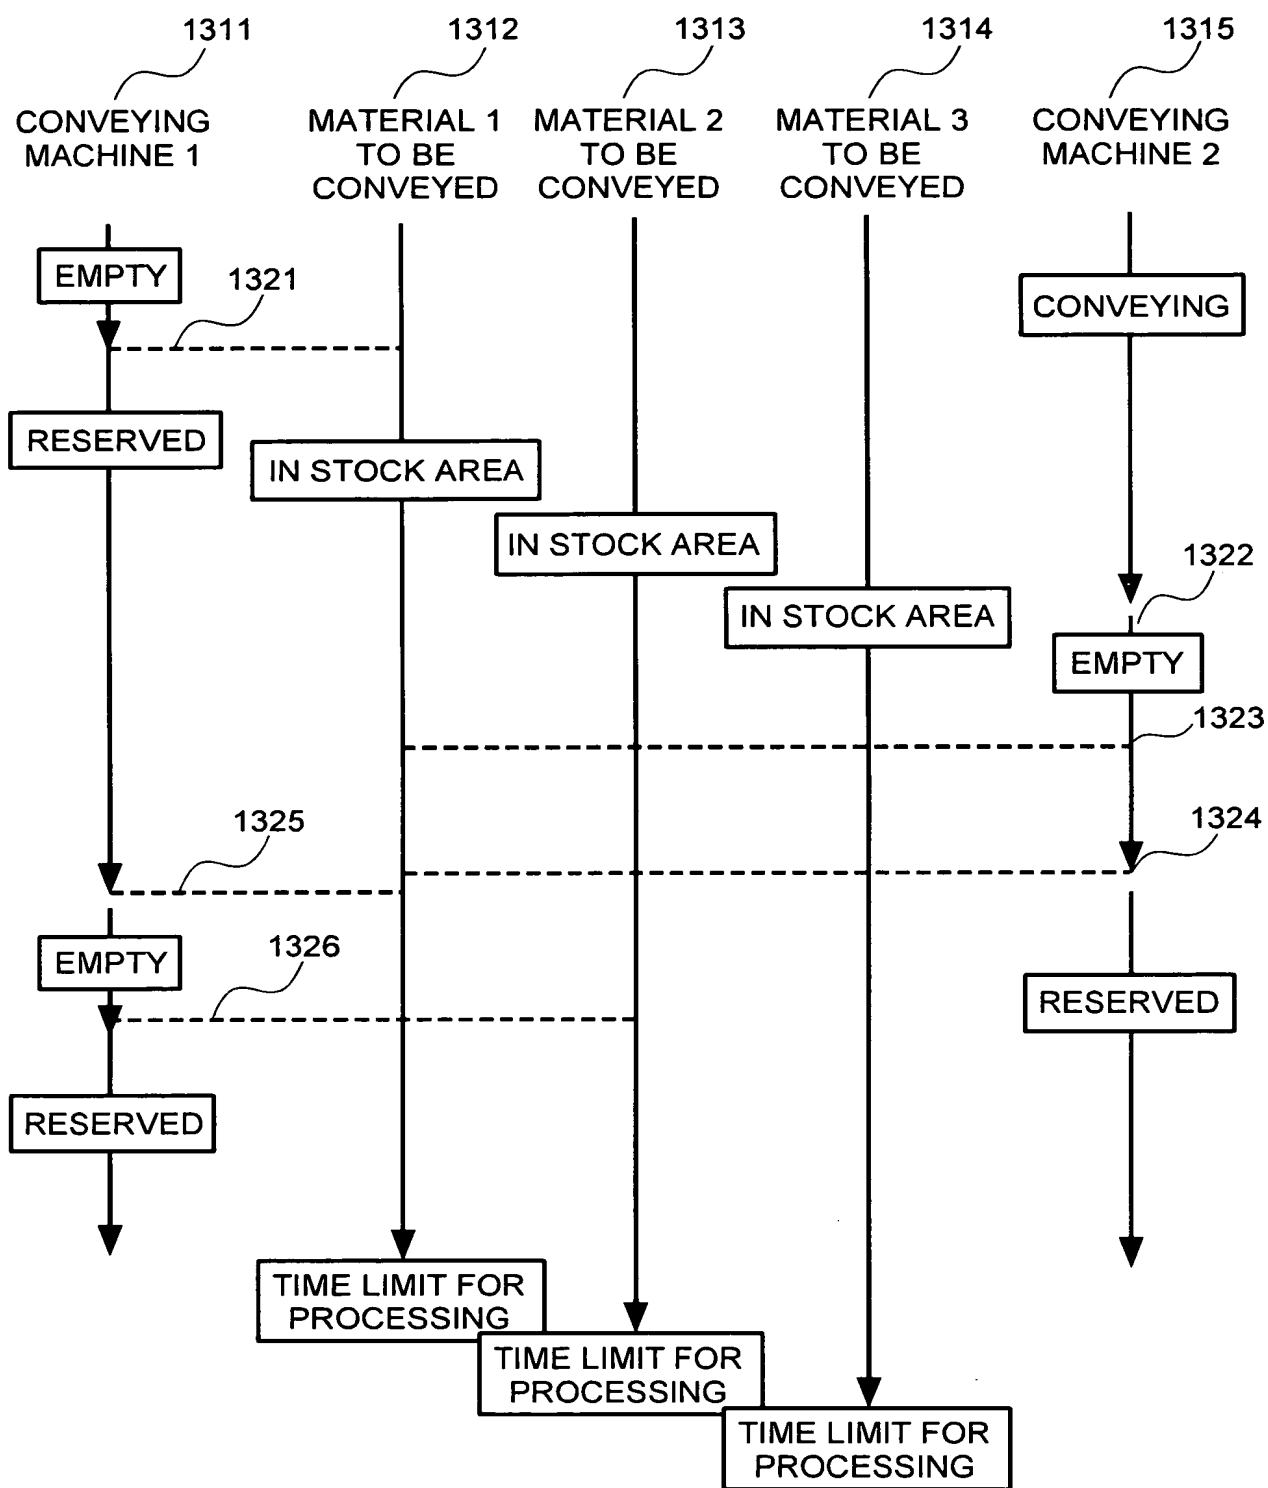 1311
1312
1313
1314
1315
CONVEYING
MACHINE 1
MATERIAL 1
TO BE
CONVEYED
MATERIAL 2
TO BE
CONVEYED
MATERIAL 3
TO BE
CONVEYED
CONVEYING
MACHINE 2
EMPTY
1321
CONVEYING
RESERVED
IN STOCK AREA
IN STOCK AREA
1322
IN STOCK AREA
EMPTY
1323
1325
1324
EMPTY
1326
RESERVED
RESERVED
TIME LIMIT FOR
PROCESSING
TIME LIMIT FOR
PROCESSING
TIME LIMIT FOR
PROCESSING